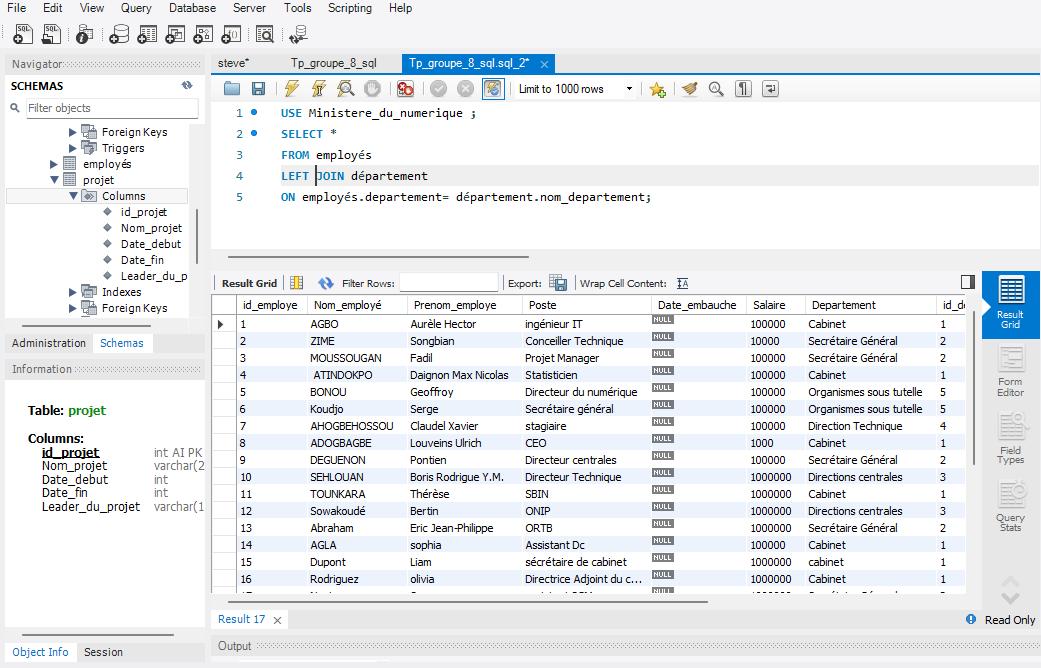 File Edit View Query Database Server Tools Scripting Help
Navigator
SCHEMAS
Filter objects
Foreign Keys
Triggers
employés
projet
Columns
id_projet
Nom_projet
Date_debut
Date_fin
Leader_du_p
Indexes
Foreign Keys
Administration Schemas
Information
Table: projet
Columns:
id_projet int AI PK
Nom_projet varchar(2
Date_debut int
Date_fin int
Leader_du_projet varchar(1
Object Info Session
steve* Tp_groupe_8_sql Tp_groupe_8_sql.sql_2*
Limit to 1000 rows
1 USE Ministere_du_numerique ;
2 SELECT *
3 FROM employés
4 LEFT JOIN département
5 ON employés.departement= département.nom_departement;
Result Grid Filter Rows: Export: Wrap Cell Content:
id_employe Nom_employé Prenom_employe Poste Date_embauche Salaire Departement id_de
1 AGBO Aurèle Hector ingénieur IT NULL 100000 Cabinet 1
2 ZIME Songbian Conceiller Technique NULL 10000 Secrétaire Général 2
3 MOUSSOUGAN Fadil Projet Manager NULL 100000 Secrétaire Général 2
4 ATINDOKPO Daignon Max Nicolas Statisticien NULL 100000 Cabinet 1
5 BONOU Geoffroy Directeur du numérique NULL 100000 Organismes sous tutelle 5
6 Koudjo Serge Secrétaire général NULL 100000 Organismes sous tutelle 5
7 AHOGBEHOSSOU Claudel Xavier stagiaire NULL 100000 Direction Technique 4
8 ADOGBAGBE Louveins Ulrich CEO NULL 1000 Cabinet 1
9 DEGUENON Pontien Directeur centrales NULL 100000 Secrétaire Général 2
10 SEHLOUAN Boris Rodrigue Y.M. Directeur Technique NULL 1000000 Directions centrales 3
11 TOUNKARA Thérèse SBIN NULL 1000000 Cabinet 1
12 Sowakoudé Bertin ONIP NULL 1000000 Directions centrales 3
13 Abraham Eric Jean-Philippe ORTB NULL 100000 Secrétaire Général 2
14 AGLA sophia Assistant Dc NULL 100000 Cabinet 1
15 Dupont Liam sécrétaire de cabinet NULL 1000000 cabinet 1
16 Rodriguez olivia Directrice Adjoint du c... NULL 1000000 Cabinet 1
Result Grid
Form Editor
Field Types
Query Stats
Result 17
Read Only
Output